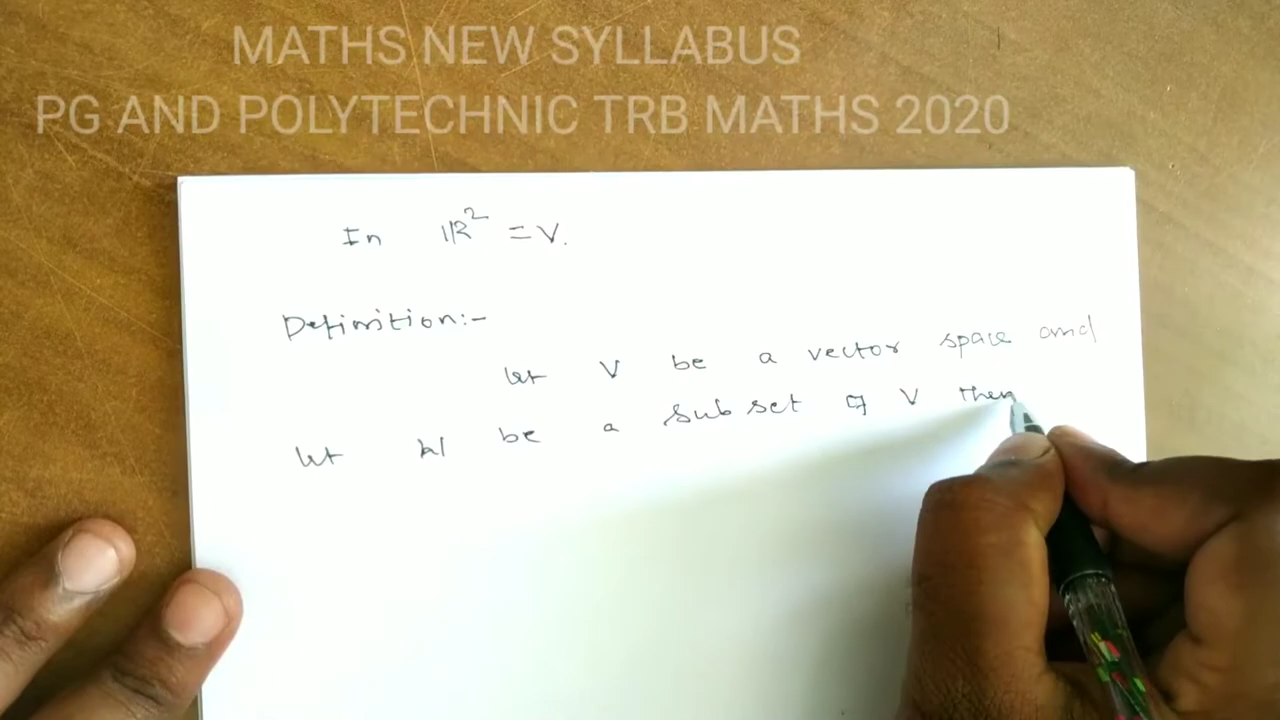 MATHS NEW SYLLABUS
PG AND POLYTECHNIC TRB MATHS 2020
In ℝ² = V.
Definition:-
let V be a vector space and
let W be a subset of V then